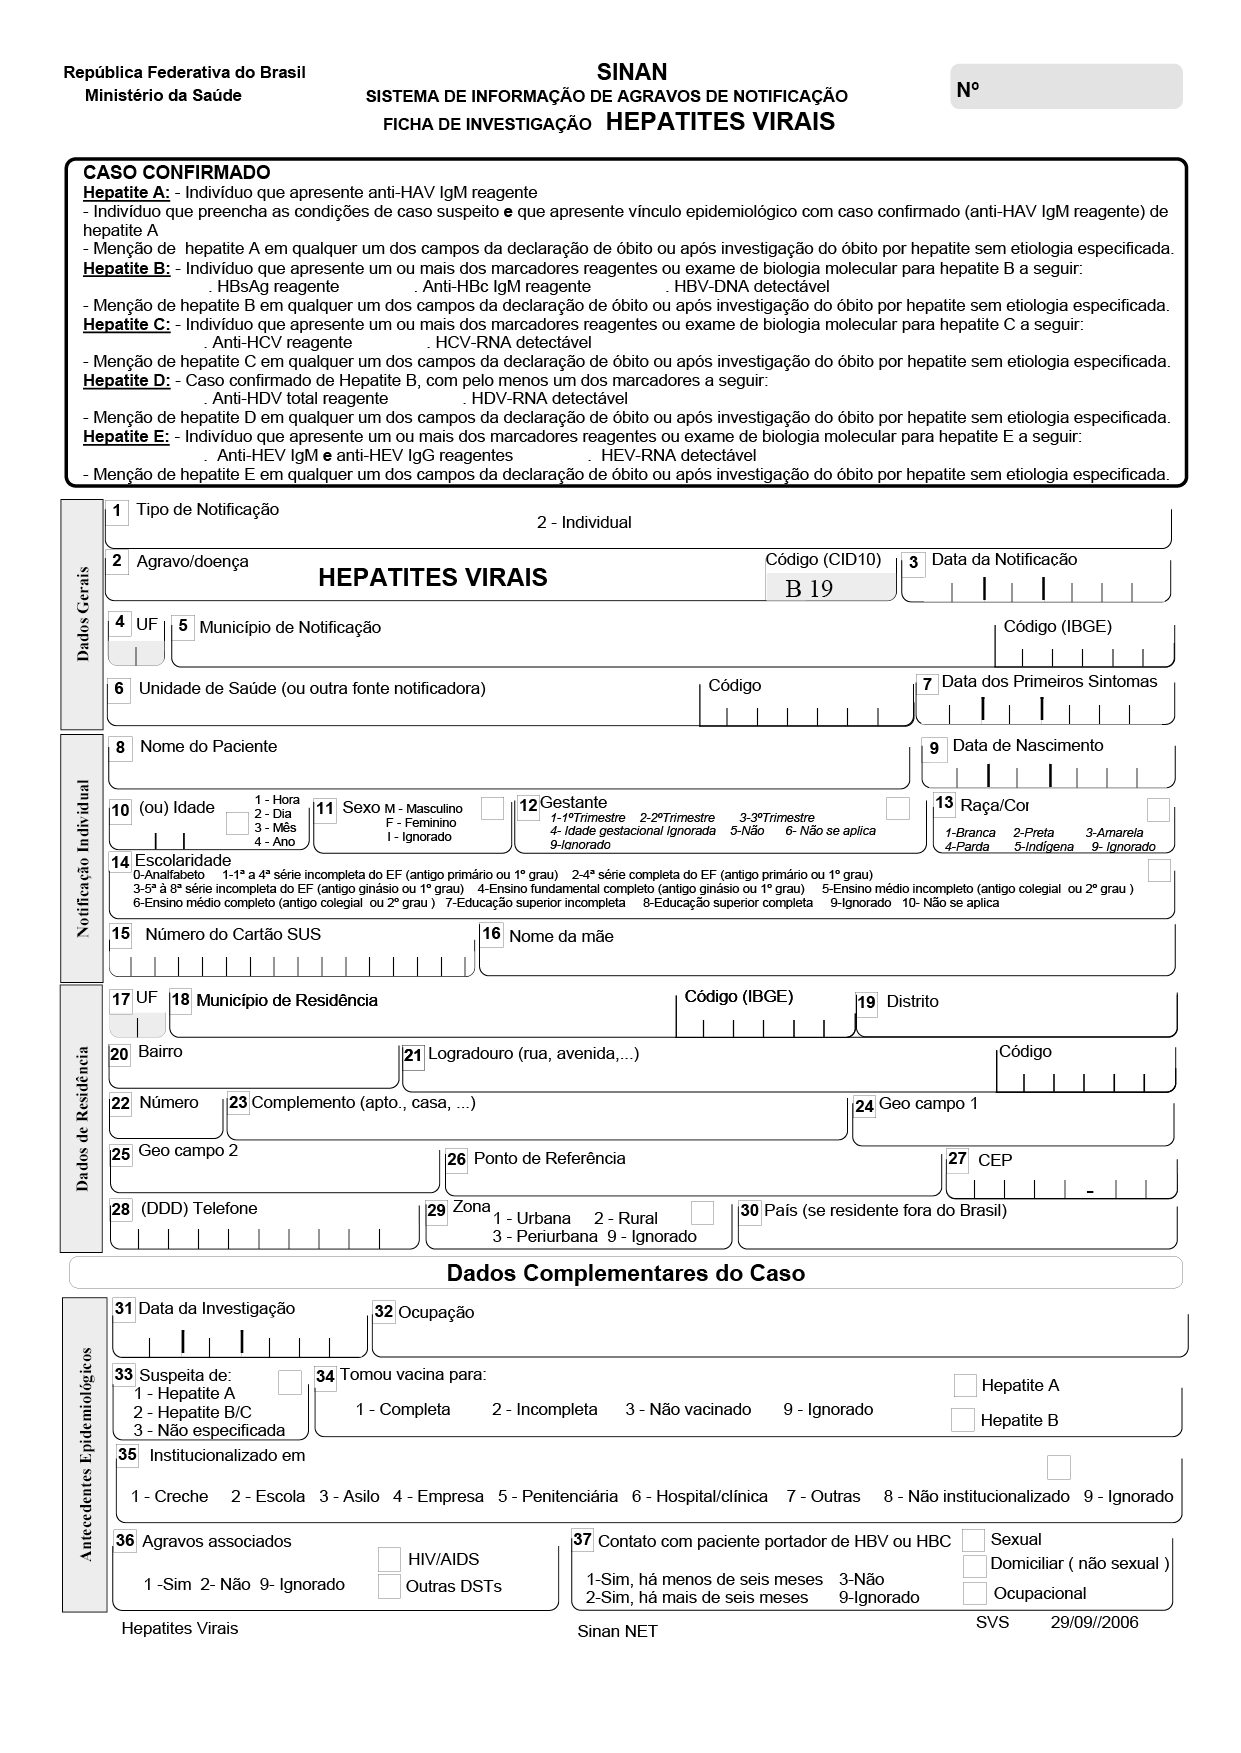 República Federativa do Brasil
Ministério da Saúde
SINAN
SISTEMA DE INFORMAÇÃO DE AGRAVOS DE NOTIFICAÇÃO
FICHA DE INVESTIGAÇÃO HEPATITES VIRAIS
Nº
CASO CONFIRMADO
Hepatite A: - Indivíduo que apresente anti-HAV IgM reagente
- Indivíduo que preencha as condições de caso suspeito e que apresente vínculo epidemiológico com caso confirmado (anti-HAV IgM reagente) de
hepatite A
- Menção de hepatite A em qualquer um dos campos da declaração de óbito ou após investigação do óbito por hepatite sem etiologia especificada.
Hepatite B: - Indivíduo que apresente um ou mais dos marcadores reagentes ou exame de biologia molecular para hepatite B a seguir:
. HBsAg reagente . Anti-HBc IgM reagente . HBV-DNA detectável
- Menção de hepatite B em qualquer um dos campos da declaração de óbito ou após investigação do óbito por hepatite sem etiologia especificada.
Hepatite C: - Indivíduo que apresente um ou mais dos marcadores reagentes ou exame de biologia molecular para hepatite C a seguir:
. Anti-HCV reagente . HCV-RNA detectável
- Menção de hepatite C em qualquer um dos campos da declaração de óbito ou após investigação do óbito por hepatite sem etiologia especificada.
Hepatite D: - Caso confirmado de Hepatite B, com pelo menos um dos marcadores a seguir:
. Anti-HDV total reagente . HDV-RNA detectável
- Menção de hepatite D em qualquer um dos campos da declaração de óbito ou após investigação do óbito por hepatite sem etiologia especificada.
Hepatite E: - Indivíduo que apresente um ou mais dos marcadores reagentes ou exame de biologia molecular para hepatite E a seguir:
. Anti-HEV IgM e anti-HEV IgG reagentes . HEV-RNA detectável
- Menção de hepatite E em qualquer um dos campos da declaração de óbito ou após investigação do óbito por hepatite sem etiologia especificada.
Dados Gerais
1 Tipo de Notificação
2 - Individual
2 Agravo/doença
HEPATITES VIRAIS
Código (CID10)
B 19
3 Data da Notificação
4 UF
5 Município de Notificação
Código (IBGE)
6 Unidade de Saúde (ou outra fonte notificadora)
Código
7 Data dos Primeiros Sintomas
Notificação Individual
8 Nome do Paciente
9 Data de Nascimento
10 (ou) Idade
1 - Hora
2 - Dia
3 - Mês
4 - Ano
11 Sexo M - Masculino
F - Feminino
I - Ignorado
12 Gestante
1-1ºTrimestre 2-2ºTrimestre 3-3ºTrimestre
4- Idade gestacional Ignorada 5-Não 6- Não se aplica
9-Ignorado
13 Raça/Cor
1-Branca 2-Preta 3-Amarela
4-Parda 5-Indígena 9- Ignorado
14 Escolaridade
0-Analfabeto 1-1ª a 4ª série incompleta do EF (antigo primário ou 1º grau) 2-4ª série completa do EF (antigo primário ou 1º grau)
3-5ª à 8ª série incompleta do EF (antigo ginásio ou 1º grau) 4-Ensino fundamental completo (antigo ginásio ou 1º grau) 5-Ensino médio incompleto (antigo colegial ou 2º grau )
6-Ensino médio completo (antigo colegial ou 2º grau ) 7-Educação superior incompleta 8-Educação superior completa 9-Ignorado 10- Não se aplica
15 Número do Cartão SUS
16 Nome da mãe
Dados de Residência
17 UF
18 Município de Residência
Código (IBGE)
19 Distrito
20 Bairro
21 Logradouro (rua, avenida,...)
Código
22 Número
23 Complemento (apto., casa, ...)
24 Geo campo 1
25 Geo campo 2
26 Ponto de Referência
27 CEP
-
28 (DDD) Telefone
29 Zona
1 - Urbana 2 - Rural
3 - Periurbana 9 - Ignorado
30 País (se residente fora do Brasil)
Dados Complementares do Caso
Antecedentes Epidemiológicos
31 Data da Investigação
32 Ocupação
33 Suspeita de:
1 - Hepatite A
2 - Hepatite B/C
3 - Não especificada
34 Tomou vacina para:
1 - Completa 2 - Incompleta 3 - Não vacinado 9 - Ignorado
Hepatite A
Hepatite B
35 Institucionalizado em
1 - Creche 2 - Escola 3 - Asilo 4 - Empresa 5 - Penitenciária 6 - Hospital/clínica 7 - Outras 8 - Não institucionalizado 9 - Ignorado
36 Agravos associados
1 -Sim 2- Não 9- Ignorado
HIV/AIDS
Outras DSTs
37 Contato com paciente portador de HBV ou HBC
1-Sim, há menos de seis meses 3-Não
2-Sim, há mais de seis meses 9-Ignorado
Sexual
Domiciliar ( não sexual )
Ocupacional
Hepatites Virais
Sinan NET
SVS 29/09//2006